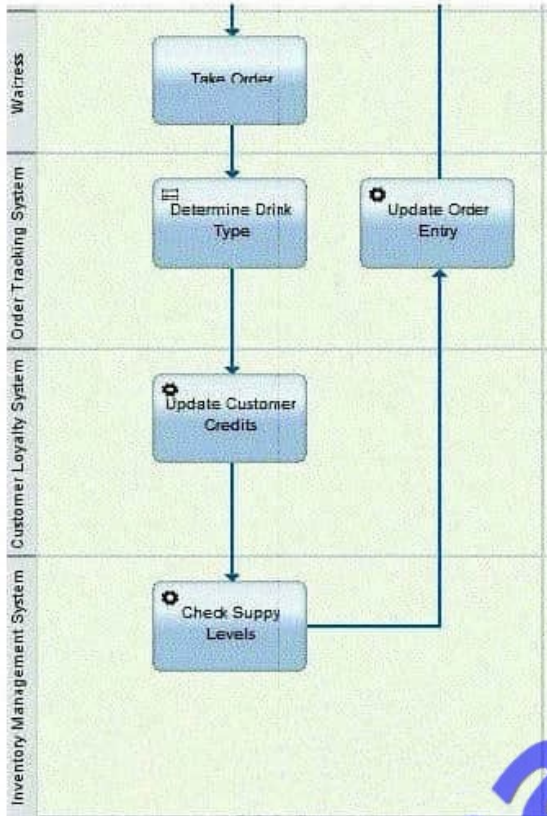 Waitress
Take Order
Order Tracking System
Determine Drink
Type
Update Order
Entry
Customer Loyalty System
Update Customer
Credits
Inventory Management System
Check Suppy
Levels